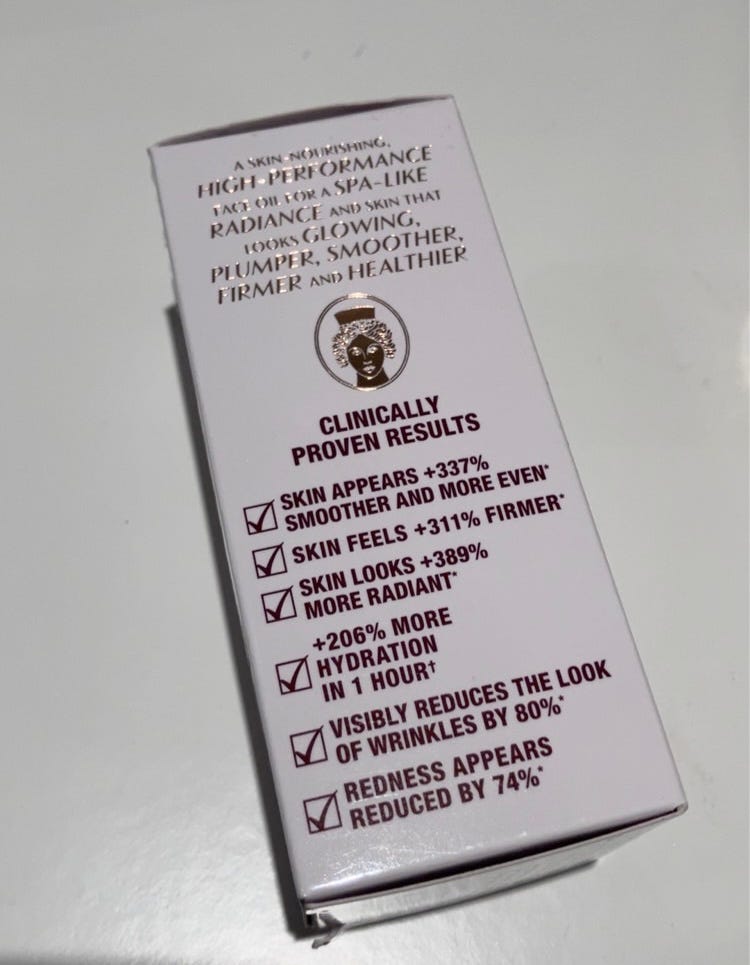 A SKIN-NOURISHING,
HIGH-PERFORMANCE
FACE OIL FOR A SPA-LIKE
RADIANCE AND SKIN THAT
LOOKS GLOWING,
PLUMPER, SMOOTHER,
FIRMER AND HEALTHIER
CLINICALLY
PROVEN RESULTS
SKIN APPEARS +337%
SMOOTHER AND MORE EVEN*
SKIN FEELS +311% FIRMER*
SKIN LOOKS +389%
MORE RADIANT*
+206% MORE
HYDRATION
IN 1 HOUR†
VISIBLY REDUCES THE LOOK
OF WRINKLES BY 80%*
REDNESS APPEARS
REDUCED BY 74%*